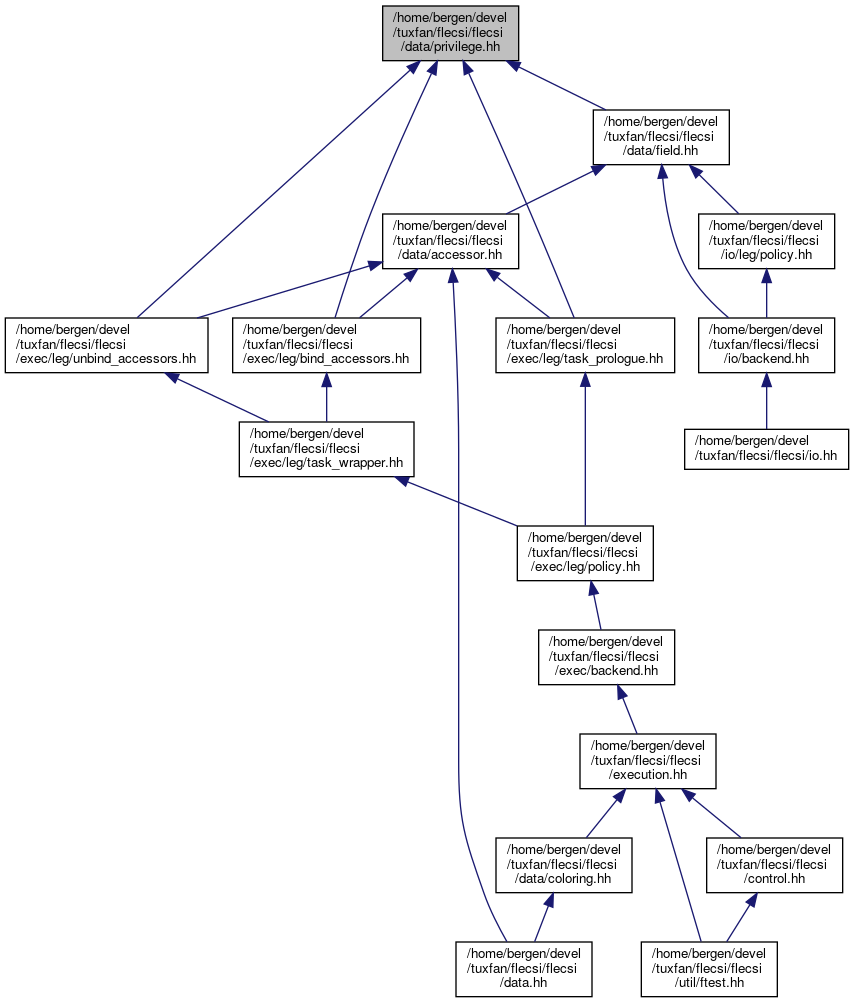 /home/bergen/devel
/tuxfan/flecsi/flecsi
/data/privilege.hh
/home/bergen/devel
/tuxfan/flecsi/flecsi
/data/field.hh
/home/bergen/devel
/tuxfan/flecsi/flecsi
/data/accessor.hh
/home/bergen/devel
/tuxfan/flecsi/flecsi
/io/leg/policy.hh
/home/bergen/devel
/tuxfan/flecsi/flecsi
/exec/leg/unbind_accessors.hh
/home/bergen/devel
/tuxfan/flecsi/flecsi
/exec/leg/bind_accessors.hh
/home/bergen/devel
/tuxfan/flecsi/flecsi
/exec/leg/task_prologue.hh
/home/bergen/devel
/tuxfan/flecsi/flecsi
/io/backend.hh
/home/bergen/devel
/tuxfan/flecsi/flecsi
/exec/leg/task_wrapper.hh
/home/bergen/devel
/tuxfan/flecsi/flecsi/io.hh
/home/bergen/devel
/tuxfan/flecsi/flecsi
/exec/leg/policy.hh
/home/bergen/devel
/tuxfan/flecsi/flecsi
/exec/backend.hh
/home/bergen/devel
/tuxfan/flecsi/flecsi
/execution.hh
/home/bergen/devel
/tuxfan/flecsi/flecsi
/data/coloring.hh
/home/bergen/devel
/tuxfan/flecsi/flecsi
/control.hh
/home/bergen/devel
/tuxfan/flecsi/flecsi
/data.hh
/home/bergen/devel
/tuxfan/flecsi/flecsi
/util/ftest.hh